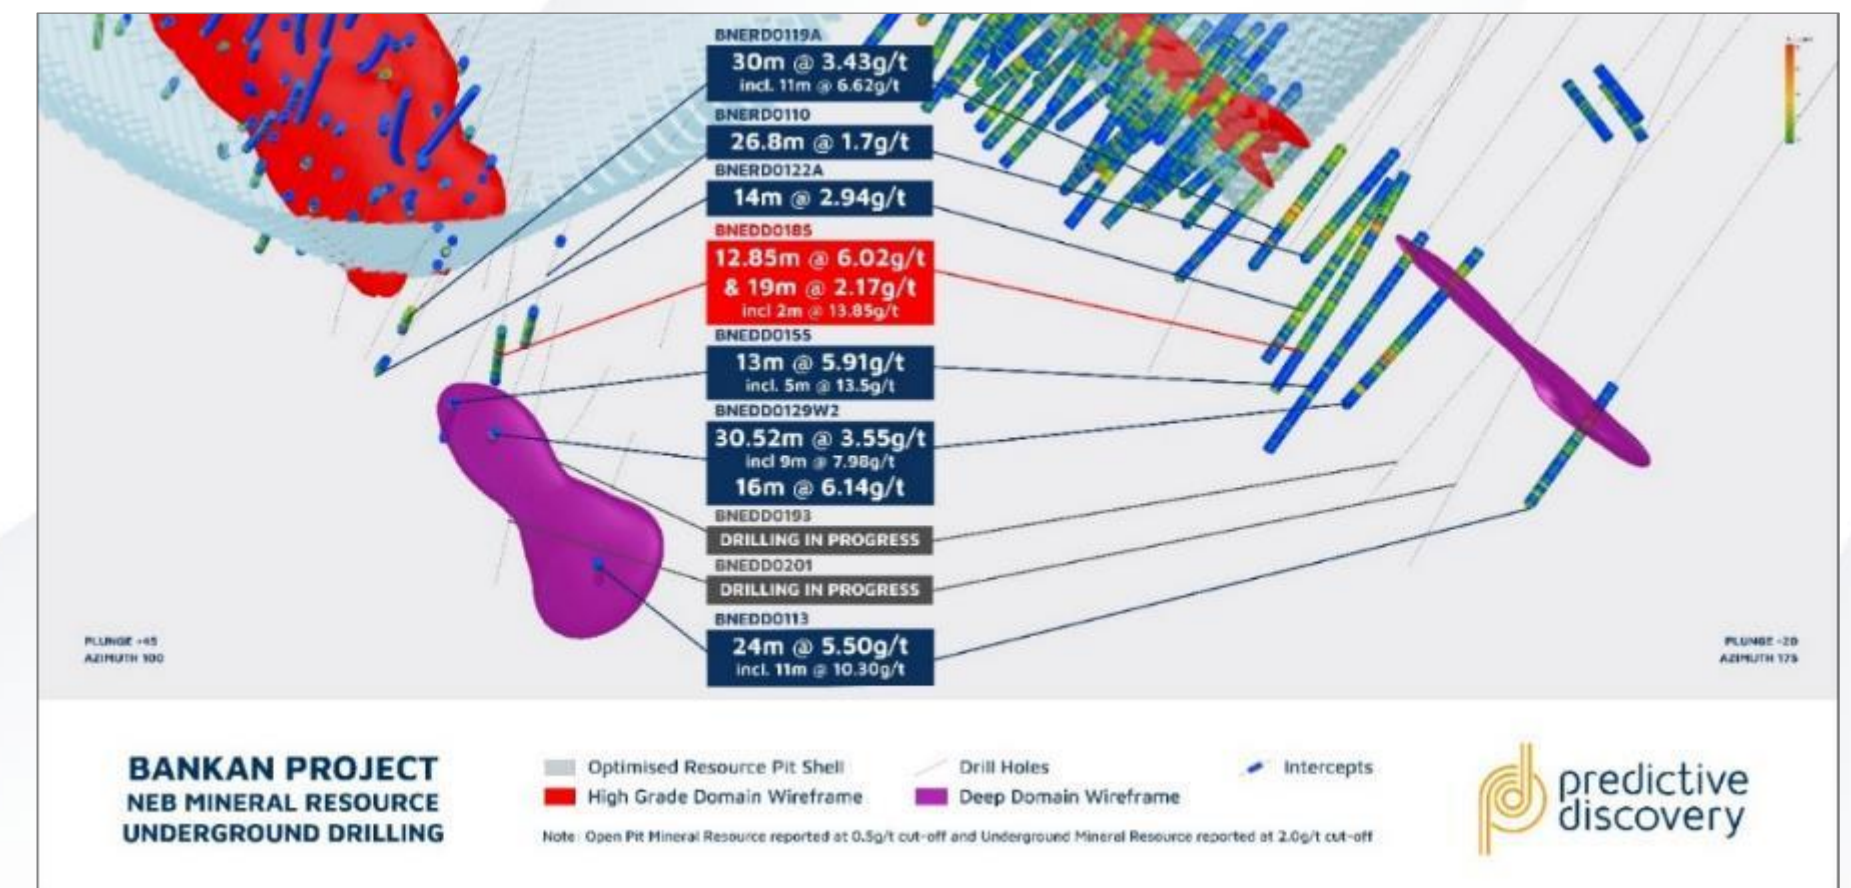 BNERD0119A
30m @ 3.43g/t
incl. 11m @ 6.62g/t
BNERD0110
26.8m @ 1.7g/t
BNERD0122A
14m @ 2.94g/t
BNEDD0185
12.85m @ 6.02g/t
& 19m @ 2.17g/t
incl 2m @ 13.85g/t
BNEDD0155
13m @ 5.91g/t
incl. 5m @ 13.5g/t
BNEDD0129W2
30.52m @ 3.55g/t
incl 9m @ 7.98g/t
16m @ 6.14g/t
BNEDD0193
DRILLING IN PROGRESS
BNEDD0201
DRILLING IN PROGRESS
BNEDD0113
24m @ 5.50g/t
incl. 11m @ 10.30g/t
PLUNGE +45
AZIMUTH 100
PLUNGE -20
AZIMUTH 175
BANKAN PROJECT
NEB MINERAL RESOURCE
UNDERGROUND DRILLING
Optimised Resource Pit Shell
High Grade Domain Wireframe
Drill Holes
Deep Domain Wireframe
Intercepts
Note: Open Pit Mineral Resource reported at 0.5g/t cut-off and Underground Mineral Resource reported at 2.0g/t cut-off
predictive
discovery